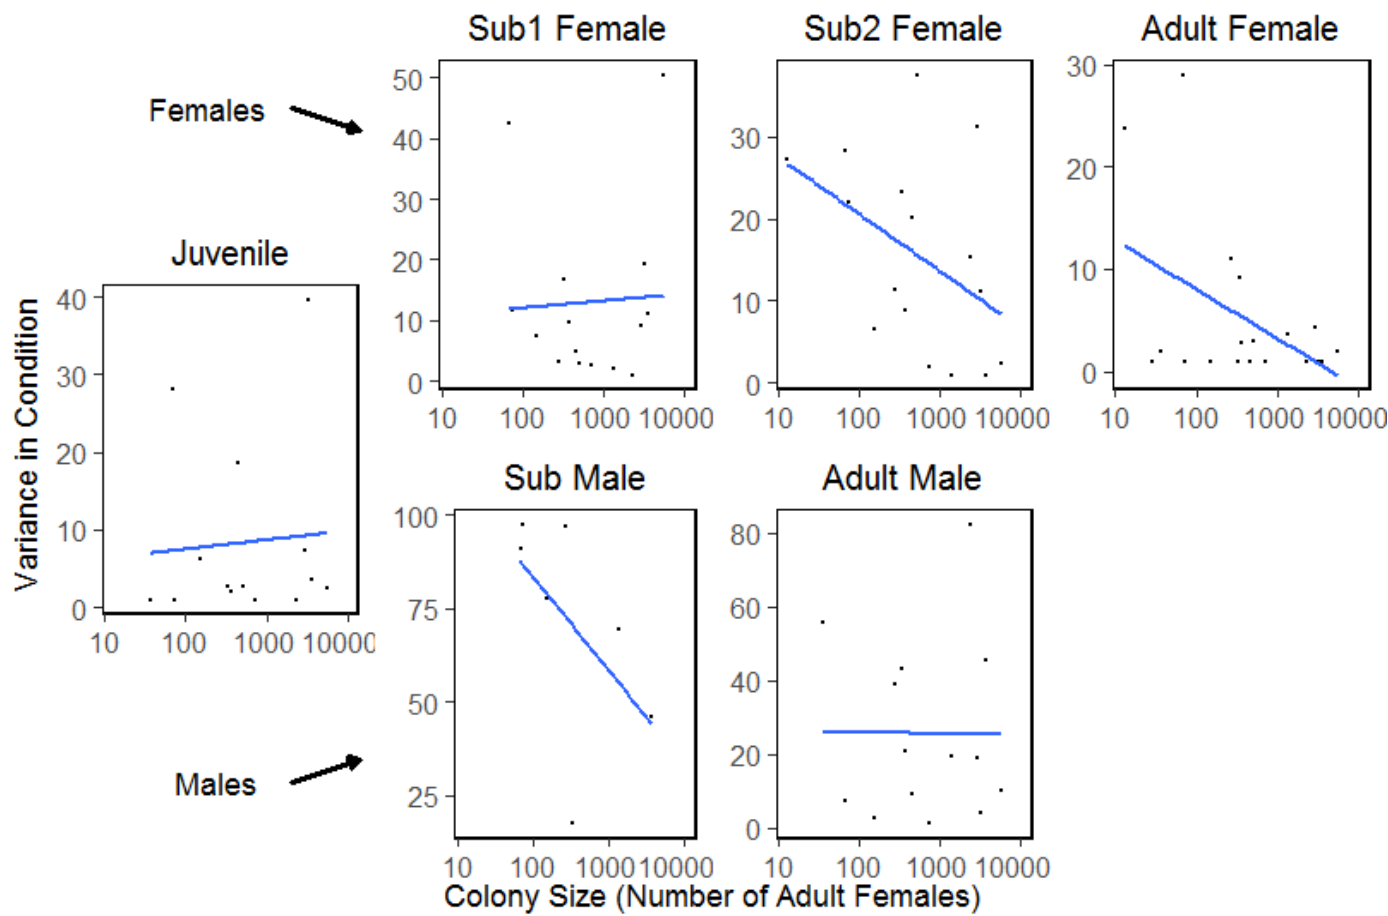 Sub1 Female
Sub2 Female
Adult Female
Females
50
40
30
20
10
0
10 100 1000 10000
30
20
10
0
10 100 1000 10000
30
20
10
0
10 100 1000 10000
Juvenile
Variance in Condition
40
30
20
10
0
10 100 1000 10000
Sub Male
Adult Male
Males
100
75
50
25
10 100 1000 10000
80
60
40
20
0
10 100 1000 10000
Colony Size (Number of Adult Females)